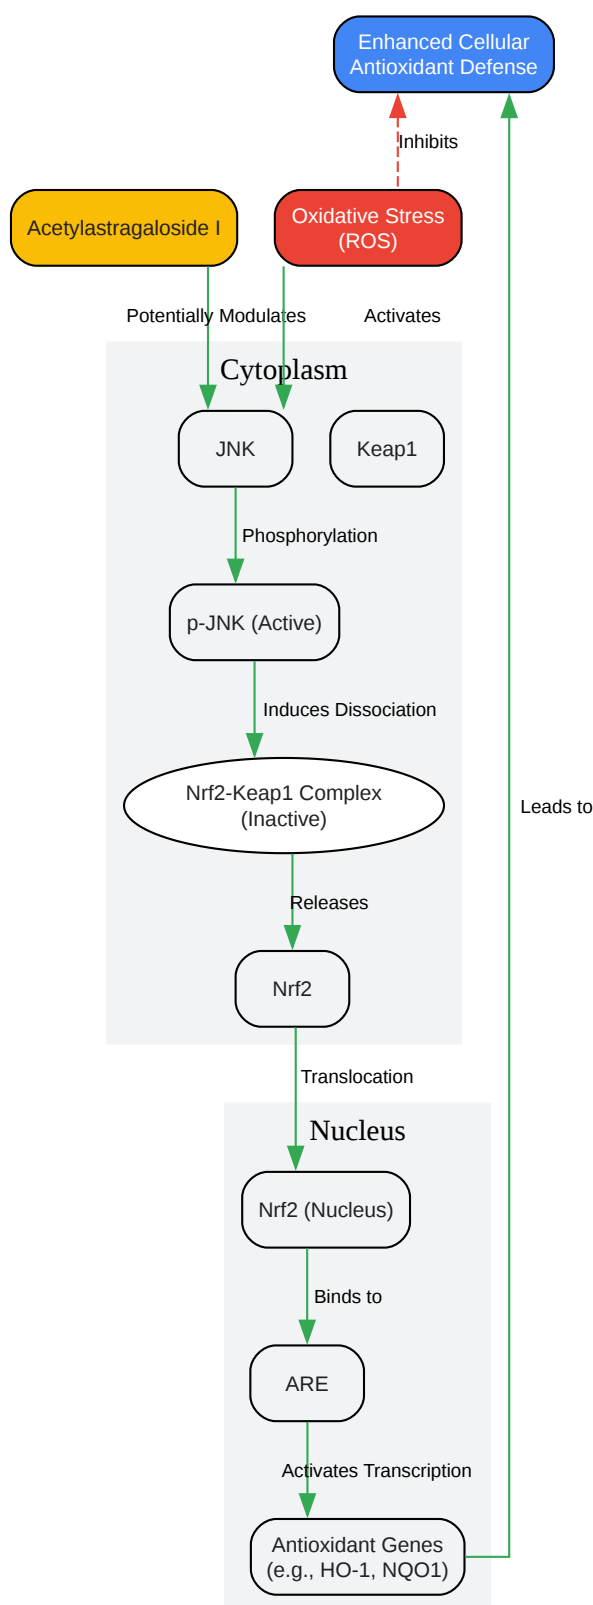 Enhanced Cellular
Antioxidant Defense
Inhibits
Acetylastragaloside I
Oxidative Stress
(ROS)
Potentially Modulates
Activates
Cytoplasm
JNK
Keap1
Phosphorylation
p-JNK (Active)
Induces Dissociation
Nrf2-Keap1 Complex
(Inactive)
Leads to
Releases
Nrf2
Translocation
Nucleus
Nrf2 (Nucleus)
Binds to
ARE
Activates Transcription
Antioxidant Genes
(e.g., HO-1, NQO1)